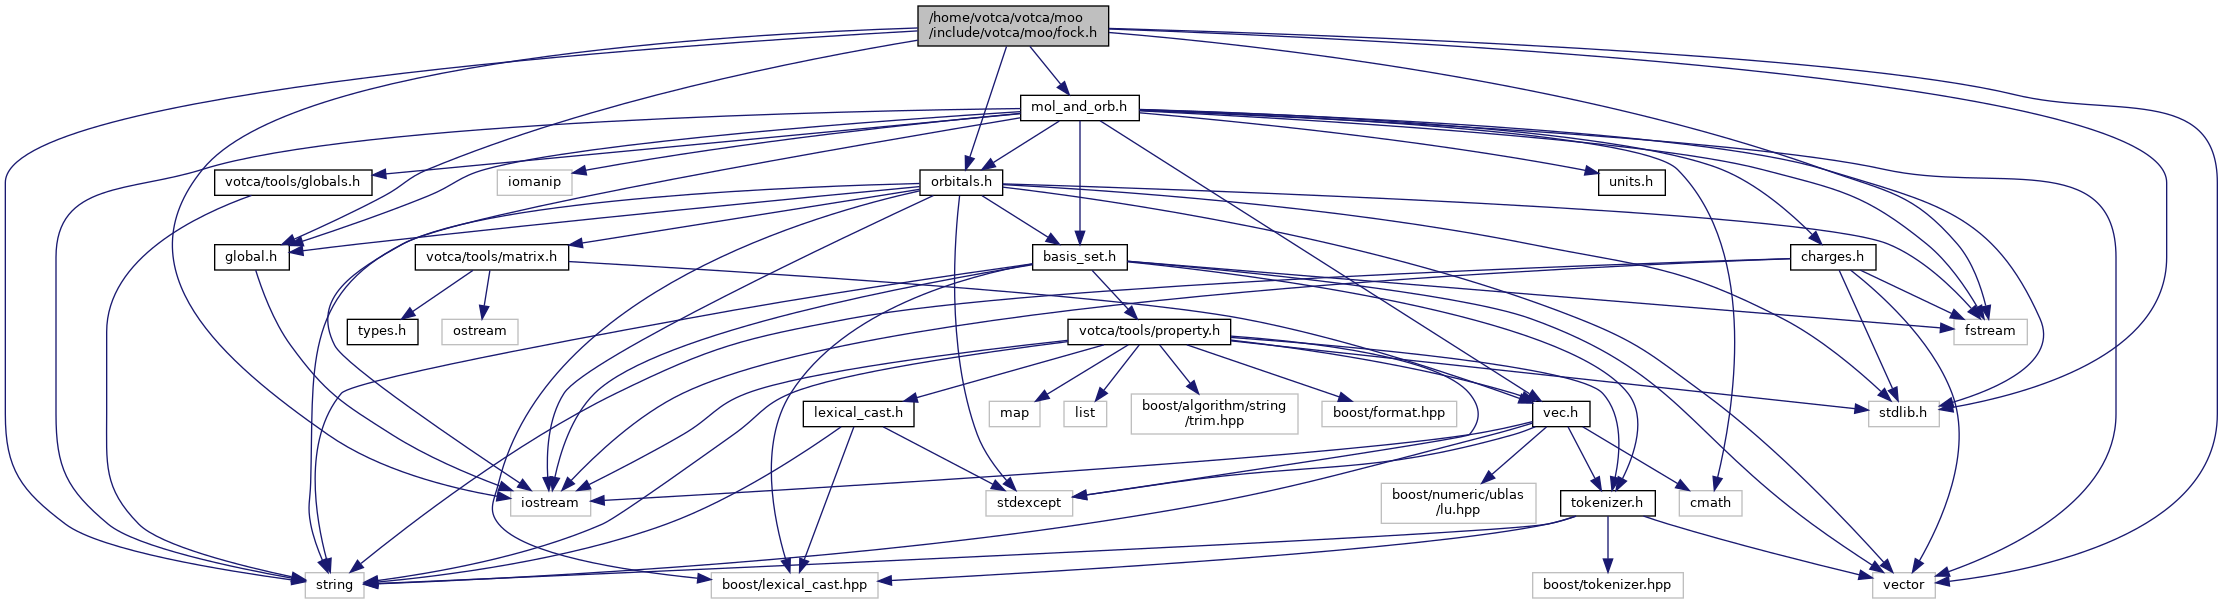 /home/votca/votca/moo
/include/votca/moo/fock.h
mol_and_orb.h
votca/tools/globals.h
iomanip
orbitals.h
units.h
global.h
votca/tools/matrix.h
basis_set.h
charges.h
types.h
ostream
votca/tools/property.h
fstream
lexical_cast.h
map
list
boost/algorithm/string
/trim.hpp
boost/format.hpp
vec.h
stdlib.h
iostream
stdexcept
boost/numeric/ublas
/lu.hpp
tokenizer.h
cmath
string
boost/lexical_cast.hpp
boost/tokenizer.hpp
vector